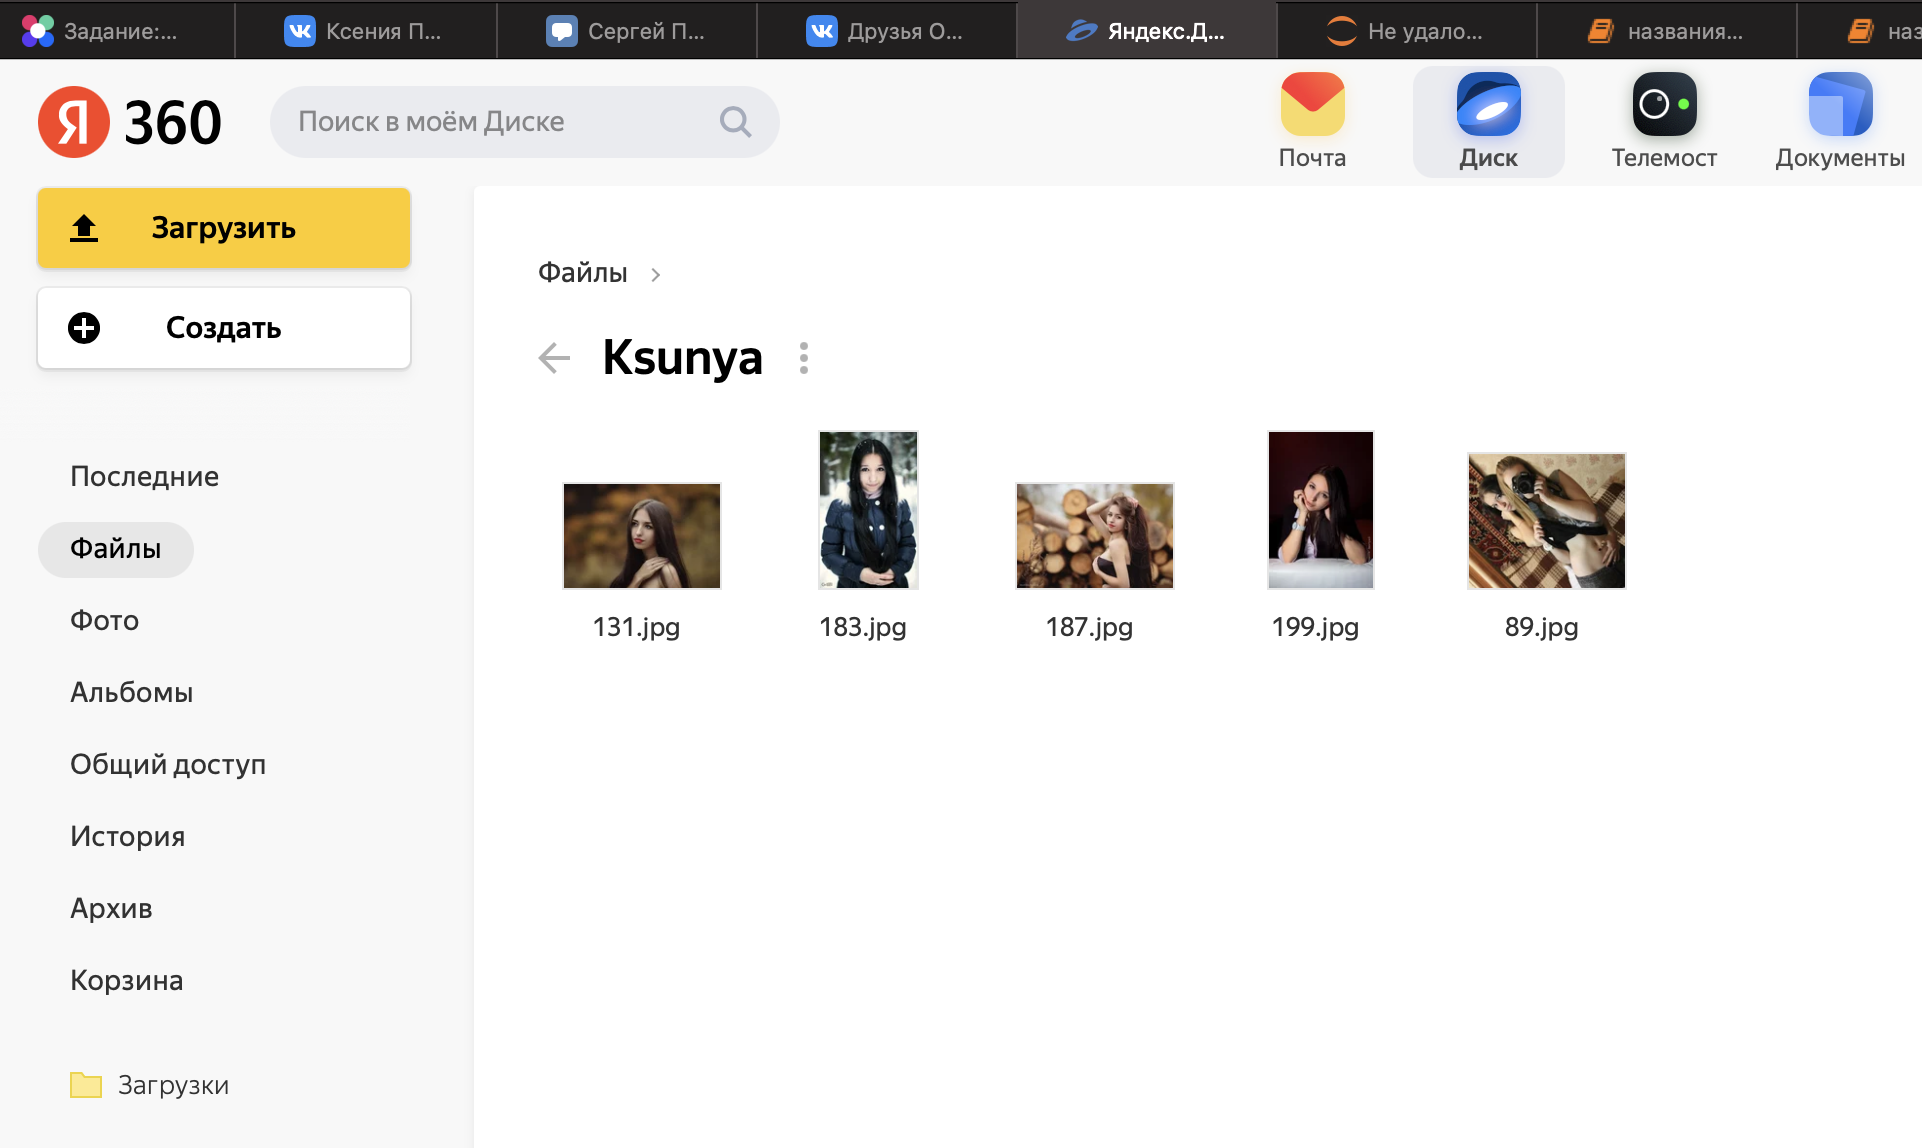 Задание:...
Ксения П...
Сергей П...
Друзья О...
Яндекс.Д...
Не удало...
названия...
наз
Я 360
Поиск в моём Диске
Почта
Диск
Телемост
Документы
Загрузить
Создать
Последние
Файлы
Фото
Альбомы
Общий доступ
История
Архив
Корзина
Загрузки
Файлы
Ksunya
131.jpg
183.jpg
187.jpg
199.jpg
89.jpg